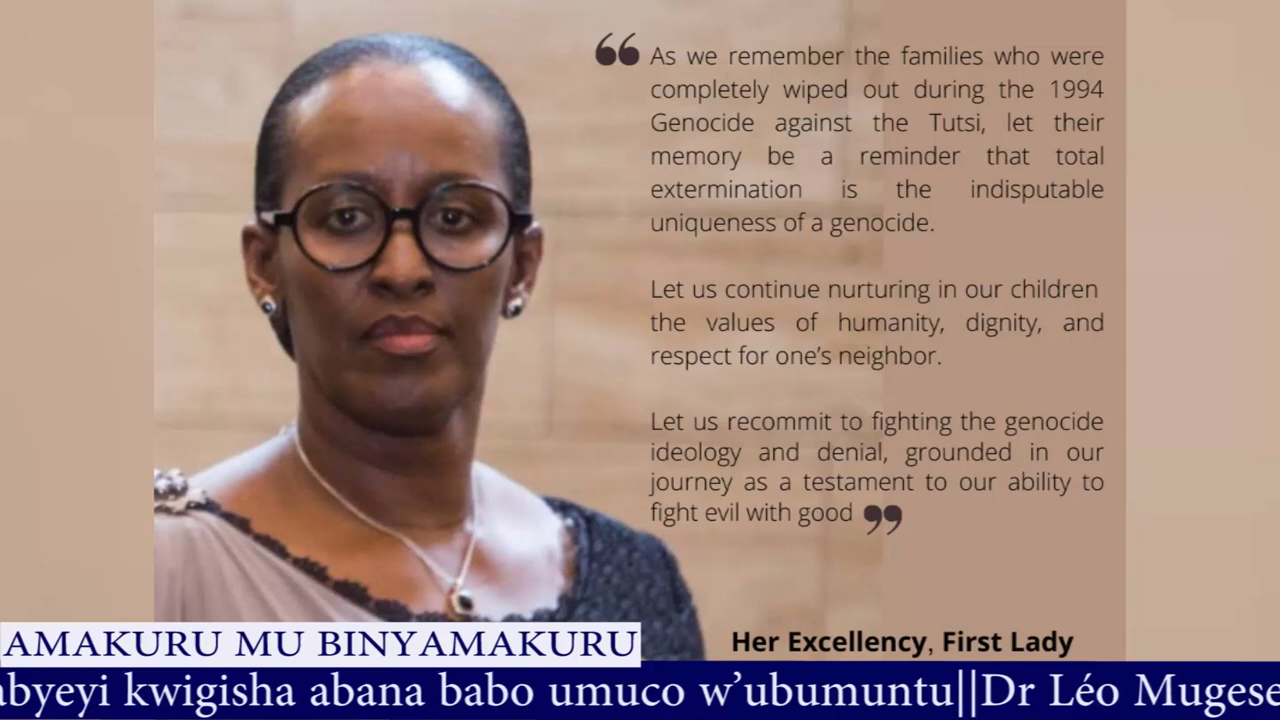 “ As we remember the families who were
completely wiped out during the 1994
Genocide against the Tutsi, let their
memory be a reminder that total
extermination is the indisputable
uniqueness of a genocide.
Let us continue nurturing in our children
the values of humanity, dignity, and
respect for one’s neighbor.
Let us recommit to fighting the genocide
ideology and denial, grounded in our
journey as a testament to our ability to
fight evil with good ”
Her Excellency, First Lady
AMAKURU MU BINYAMAKURU
abyeyi kwigisha abana babo umuco w’ubumuntu||Dr Léo Mugese